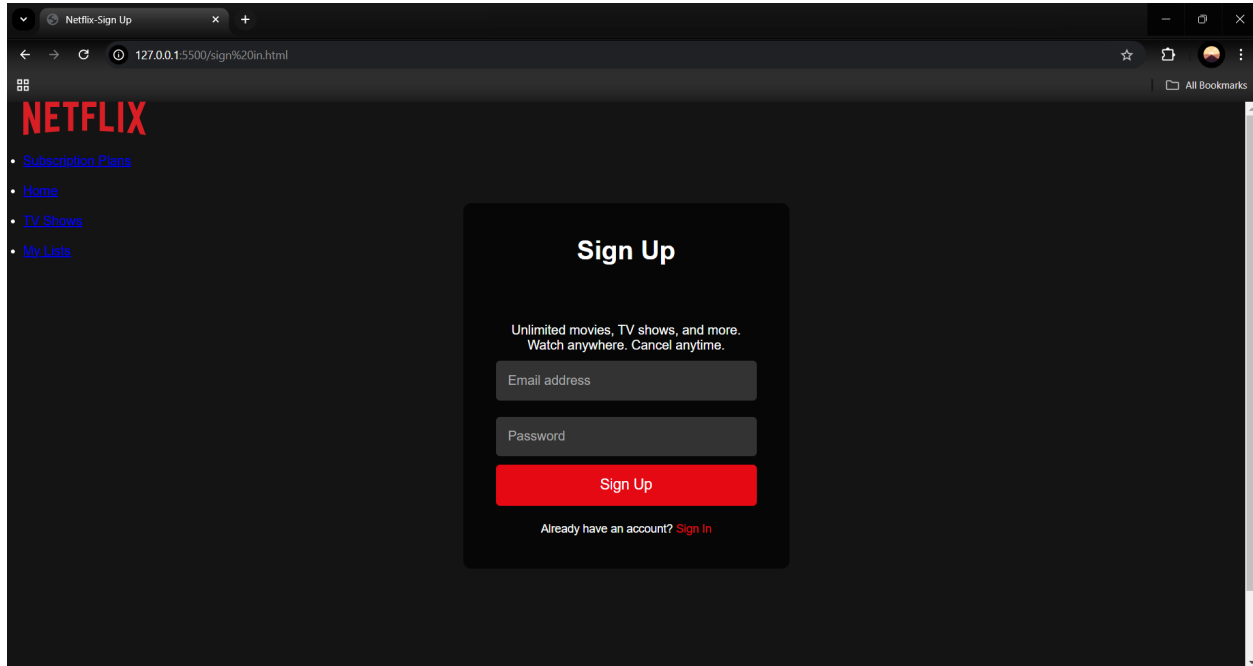 Netflix-Sign Up
127.0.0.1:5500/sign%20in.html
All Bookmarks
NETFLIX
Subscription Plans
Home
TV Shows
My Lists
Sign Up
Unlimited movies, TV shows, and more.
Watch anywhere. Cancel anytime.
Email address
Password
Sign Up
Already have an account? Sign In